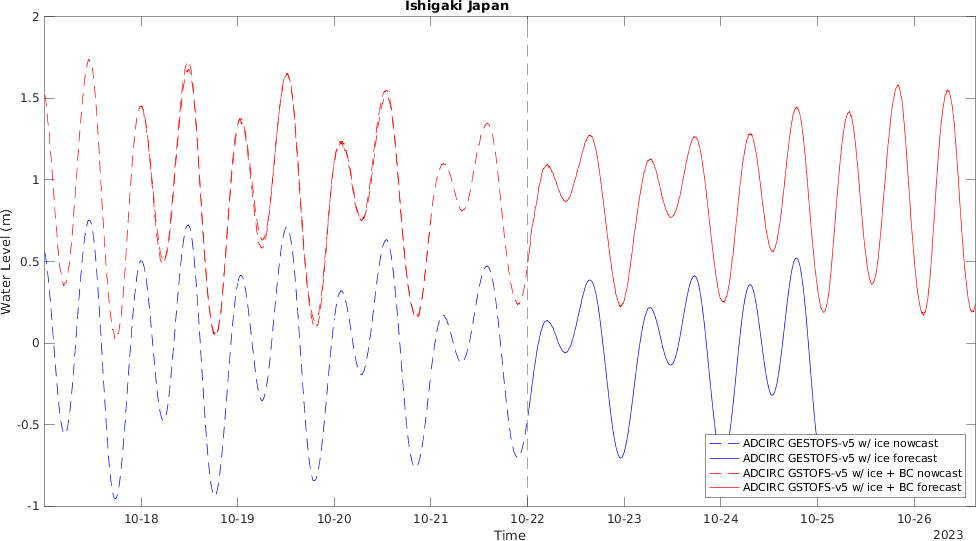 Ishigaki Japan
2
1.5
1
0.5
0
-0.5
-1
Water Level (m)
10-18
10-19
10-20
10-21
10-22
10-23
10-24
10-25
10-26
Time
2023
ADCIRC GESTOFS-v5 w/ ice nowcast
ADCIRC GESTOFS-v5 w/ ice forecast
ADCIRC GSTOFS-v5 w/ ice + BC nowcast
ADCIRC GSTOFS-v5 w/ ice + BC forecast